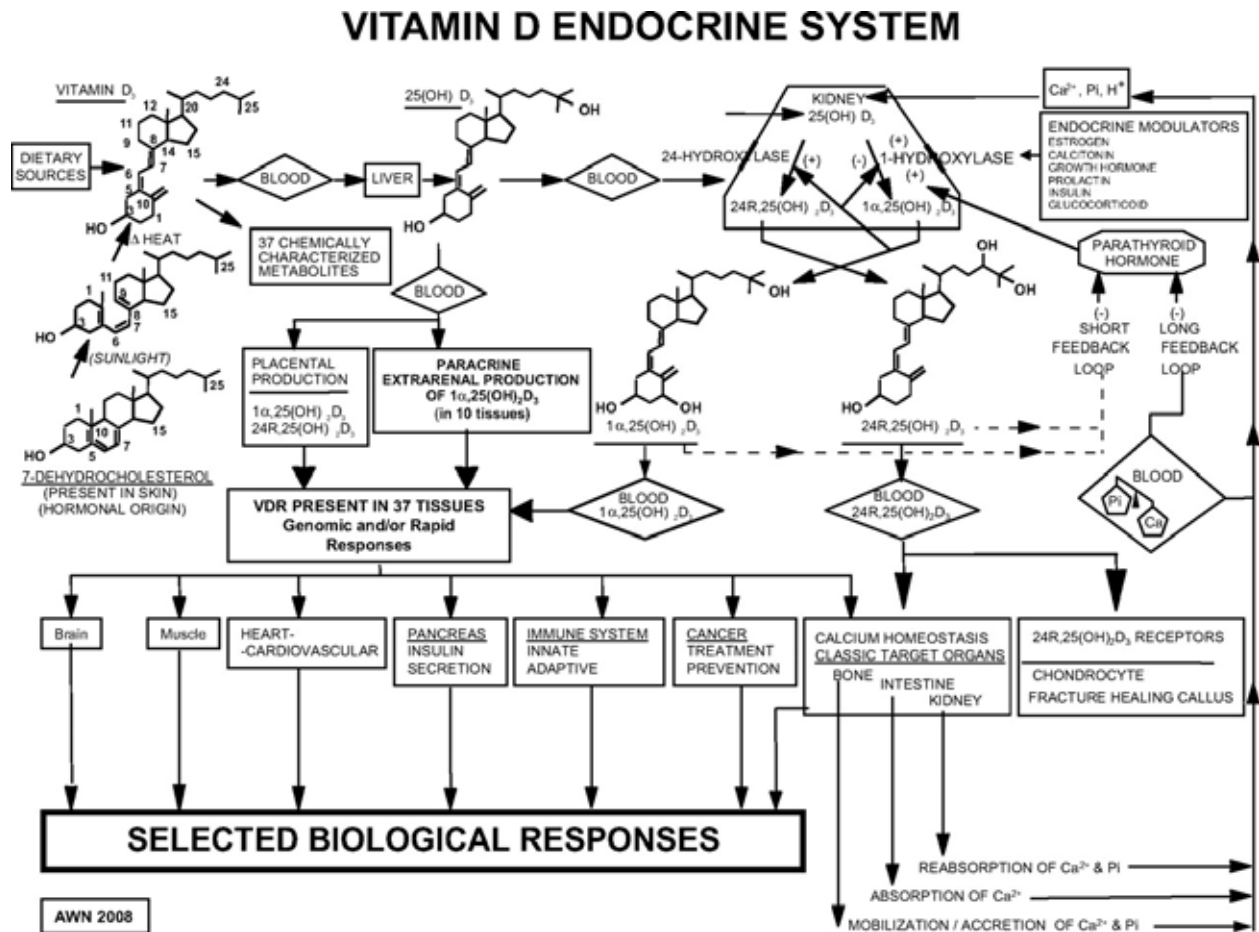 VITAMIN D ENDOCRINE SYSTEM
VITAMIN D₃
24
25
20
12
11
9
8
14
15
6
7
5
10
3
1
HO
DIETARY
SOURCES
BLOOD
LIVER
25(OH) D₃
OH
HO
BLOOD
KIDNEY
25(OH) D₃
24-HYDROXYLASE
(+)
(-)
(+)
1-HYDROXYLASE
(+)
24R,25(OH) ₂D₃
1α,25(OH) ₂D₃
Ca²⁺, Pi, H⁺
ENDOCRINE MODULATORS
ESTROGEN
CALCITONIN
GROWTH HORMONE
PROLACTIN
INSULIN
GLUCOCORTICOID
PARATHYROID
HORMONE
Δ HEAT
37 CHEMICALLY
CHARACTERIZED
METABOLITES
25
11
1
9
8
15
HO
3
7
6
(SUNLIGHT)
25
1
10
15
3
7
HO
5
7-DEHYDROCHOLESTEROL
(PRESENT IN SKIN)
(HORMONAL ORIGIN)
BLOOD
PLACENTAL
PRODUCTION
1α,25(OH) ₂D₃
24R,25(OH) ₂D₃
PARACRINE
EXTRARENAL PRODUCTION
OF 1α,25(OH)₂D₃
(in 10 tissues)
OH
HO
OH
1α,25(OH) ₂D₃
OH
OH
HO
24R,25(OH) ₂D₃
(-)
SHORT
FEEDBACK
LOOP
(-)
LONG
FEEDBACK
LOOP
VDR PRESENT IN 37 TISSUES
Genomic and/or Rapid
Responses
BLOOD
1α,25(OH) ₂D₃
BLOOD
24R,25(OH)₂D₃
BLOOD
Pi
Ca
Brain
Muscle
HEART-
-CARDIOVASCULAR
PANCREAS
INSULIN
SECRETION
IMMUNE SYSTEM
INNATE
ADAPTIVE
CANCER
TREATMENT
PREVENTION
CALCIUM HOMEOSTASIS
CLASSIC TARGET ORGANS
BONE
INTESTINE
KIDNEY
24R,25(OH)₂D₃ RECEPTORS
CHONDROCYTE
FRACTURE HEALING CALLUS
SELECTED BIOLOGICAL RESPONSES
REABSORPTION OF Ca²⁺ & Pi
ABSORPTION OF Ca²⁺
MOBILIZATION / ACCRETION OF Ca²⁺ & Pi
AWN 2008